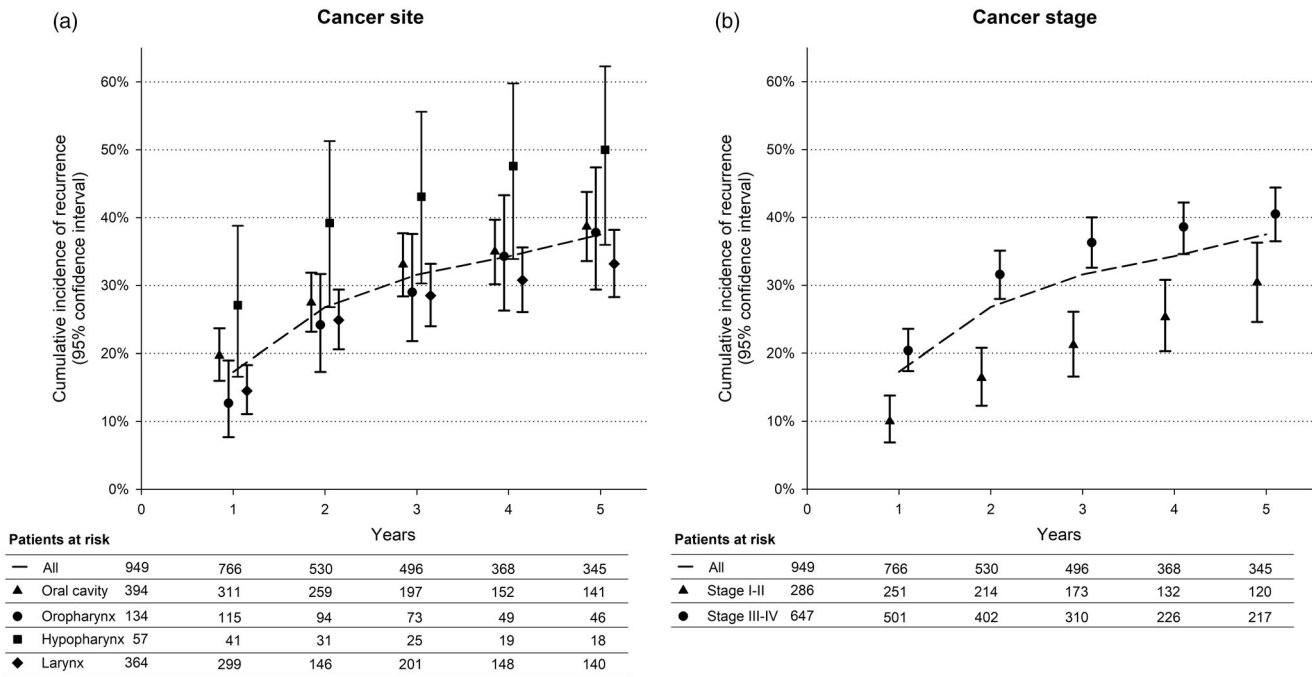 (a)
Cancer site
Cumulative incidence of recurrence
(95% confidence interval)
60%
50%
40%
30%
20%
10%
0%
0 1 2 3 4 5
Years
Patients at risk
All 949 766 530 496 368 345
Oral cavity 394 311 259 197 152 141
Oropharynx 134 115 94 73 49 46
Hypopharynx 57 41 31 25 19 18
Larynx 364 299 146 201 148 140
(b)
Cancer stage
Cumulative incidence of recurrence
(95% confidence interval)
60%
50%
40%
30%
20%
10%
0%
0 1 2 3 4 5
Years
Patients at risk
All 949 766 530 496 368 345
Stage I-II 286 251 214 173 132 120
Stage III-IV 647 501 402 310 226 217